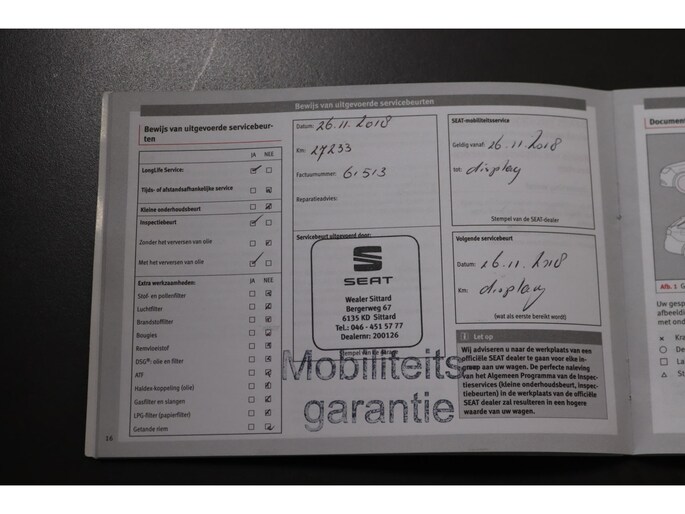 Bewijs van uitgevoerde servicebeurten
Bewijs van uitgevoerde servicebeur-
ten
JA NEE
LongLife Service:
Tijds- of afstandsafhankelijke service
Kleine onderhoudsbeurt
Inspectiebeurt
Zonder het verversen van olie
Met het verversen van olie
Extra werkzaamheden: JA NEE
Stof- en pollenfilter
Luchtfilter
Brandstoffilter
Bougies
Remvloeistof
DSG®: olie en filter
ATF
Haldex-koppeling (olie)
Gasfilter en slangen
LPG-filter (papierfilter)
Getande riem
16
Datum: 26.11.2018
Km: 27233
Factuurnummer: 61513
Reparatieadvies:
Servicebeurt uitgevoerd door:
SEAT
Wealer Sittard
Bergerweg 67
6135 KD Sittard
Tel.: 046 - 451 57 77
Dealernr: 200126
Mobiliteits
garantie
SEAT-mobiliteitsservice
Geldig vanaf: 26.11.2018
tot: display
Stempel van de SEAT-dealer
Volgende servicebeurt
Datum: 26.11.2018
Km: display
(wat als eerste bereikt wordt)
i Let op
Wij adviseren u naar de werkplaats van een
officiële SEAT dealer te gaan voor elke in-
greep aan uw wagen. De perfecte naleving
van het Algemeen Programma van de Inspec-
tieservices (kleine onderhoudsbeurt, inspec-
tiebeurten) in de werkplaats van de officiële
SEAT dealer zal resulteren in een hogere
waarde van uw wagen.
Document
Afb. 1 G
Uw gesp
afbeeldi
met ond
× Kra
○ De
□ La
△ St